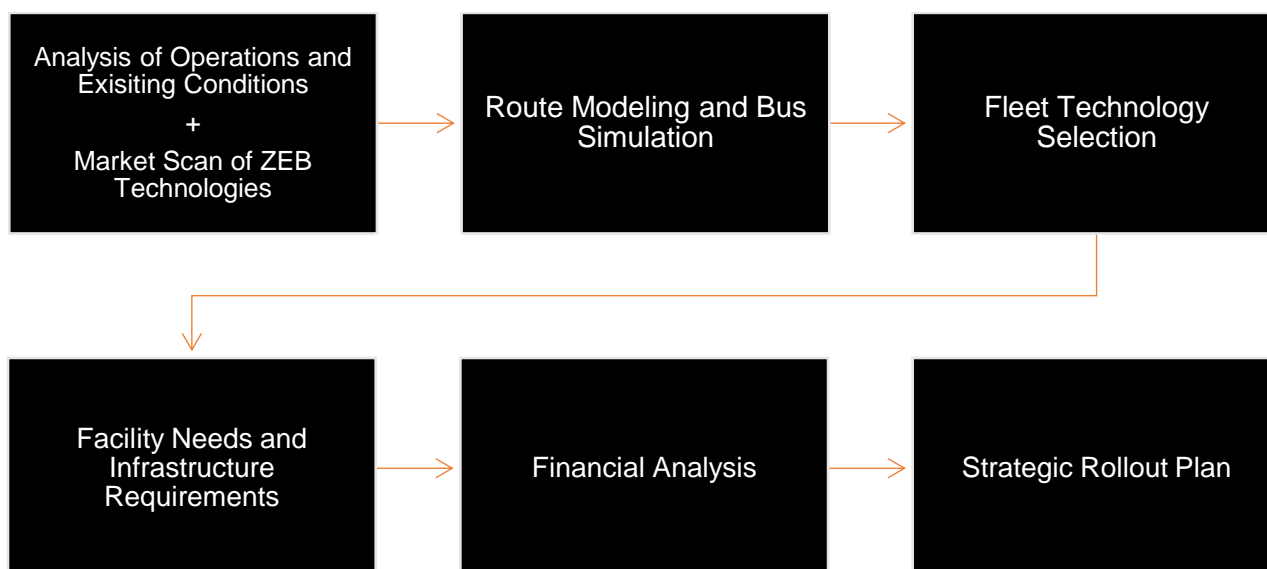 Analysis of Operations and
Exisiting Conditions
+
Market Scan of ZEB
Technologies
Route Modeling and Bus
Simulation
Fleet Technology
Selection
Facility Needs and
Infrastructure
Requirements
Financial Analysis
Strategic Rollout Plan